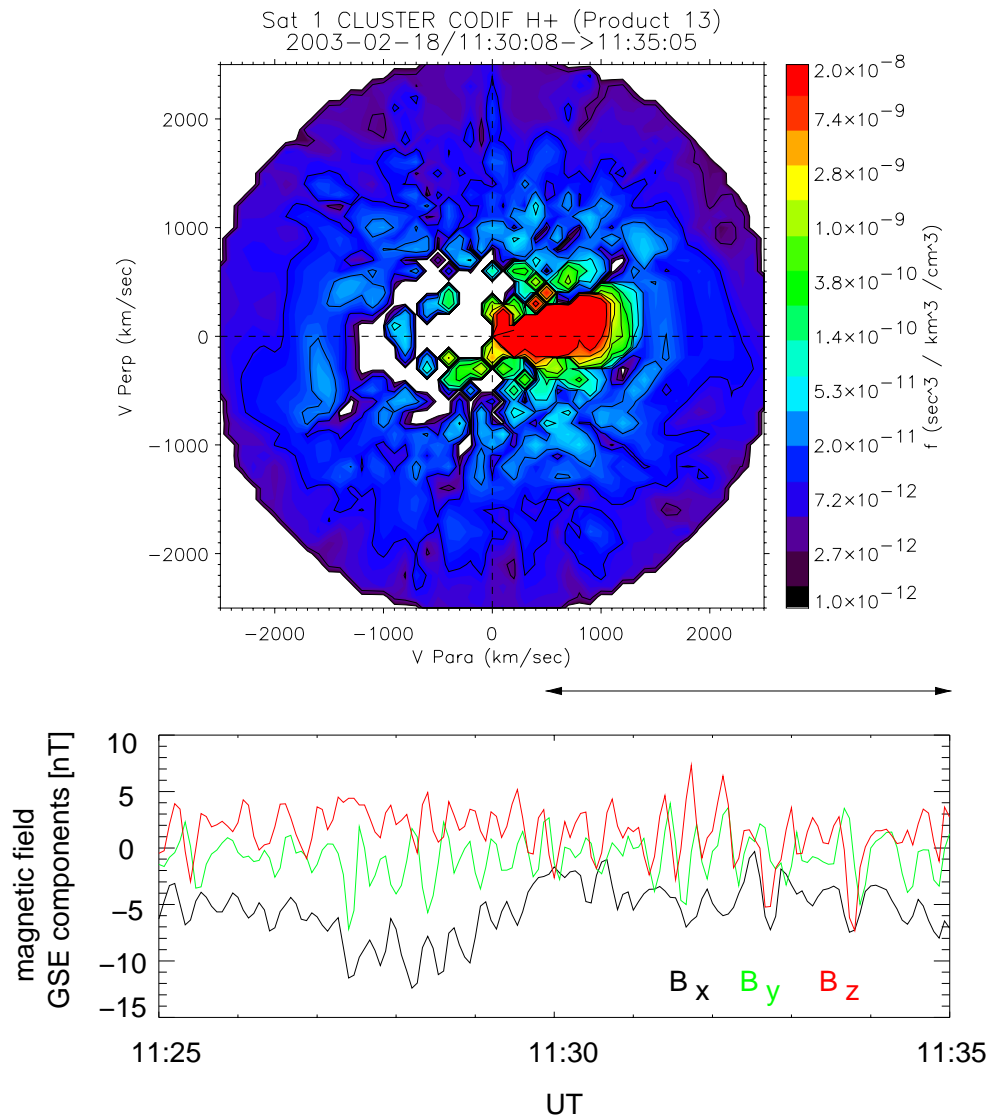 Sat 1 CLUSTER CODIF H+ (Product 13)
2003−02−18/11:30:08−>11:35:05
2000
1000
0
−1000
−2000
V Perp (km/sec)
−2000 −1000 0 1000 2000
V Para (km/sec)
2.0×10⁻⁸
7.4×10⁻⁹
2.8×10⁻⁹
1.0×10⁻⁹
3.8×10⁻¹⁰
1.4×10⁻¹⁰
5.3×10⁻¹¹
2.0×10⁻¹¹
7.2×10⁻¹²
2.7×10⁻¹²
1.0×10⁻¹²
f (sec^3 / km^3 /cm^3)
10
5
0
−5
−10
−15
magnetic field
GSE components [nT]
B x B y B z
11:25 11:30 11:35
UT